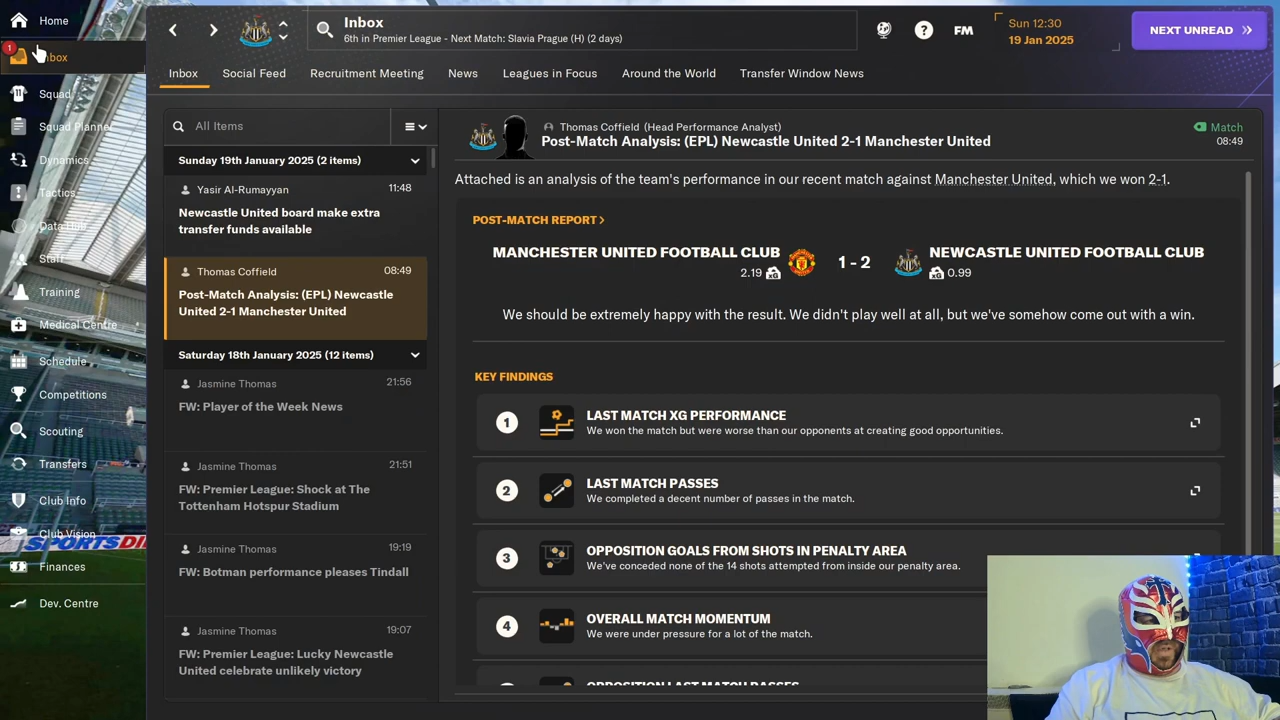 Home
1
Inbox
Squad
Squad Planner
Dynamics
Tactics
Data Hub
Staff
Training
Medical Centre
Schedule
Competitions
Scouting
Transfers
Club Info
Club Vision
SPORTSDI
Finances
Dev. Centre
Inbox
6th in Premier League - Next Match: Slavia Prague (H) (2 days)
FM
Sun 12:30
19 Jan 2025
NEXT UNREAD
Inbox
Social Feed
Recruitment Meeting
News
Leagues in Focus
Around the World
Transfer Window News
All Items
Sunday 19th January 2025 (2 items)
Yasir Al-Rumayyan 11:48
Newcastle United board make extra
transfer funds available
Thomas Coffield 08:49
Post-Match Analysis: (EPL) Newcastle
United 2-1 Manchester United
Saturday 18th January 2025 (12 items)
Jasmine Thomas 21:56
FW: Player of the Week News
Jasmine Thomas 21:51
FW: Premier League: Shock at The
Tottenham Hotspur Stadium
Jasmine Thomas 19:19
FW: Botman performance pleases Tindall
Jasmine Thomas 19:07
FW: Premier League: Lucky Newcastle
United celebrate unlikely victory
Thomas Coffield (Head Performance Analyst)
Post-Match Analysis: (EPL) Newcastle United 2-1 Manchester United
Match
08:49
Attached is an analysis of the team's performance in our recent match against Manchester United, which we won 2-1.
POST-MATCH REPORT
MANCHESTER UNITED FOOTBALL CLUB 1 - 2 NEWCASTLE UNITED FOOTBALL CLUB
2.19 xG 0.99
We should be extremely happy with the result. We didn't play well at all, but we've somehow come out with a win.
KEY FINDINGS
1 LAST MATCH XG PERFORMANCE
We won the match but were worse than our opponents at creating good opportunities.
2 LAST MATCH PASSES
We completed a decent number of passes in the match.
3 OPPOSITION GOALS FROM SHOTS IN PENALTY AREA
We've conceded none of the 14 shots attempted from inside our penalty area.
4 OVERALL MATCH MOMENTUM
We were under pressure for a lot of the match.
OPPOSITION LAST MATCH PASSES